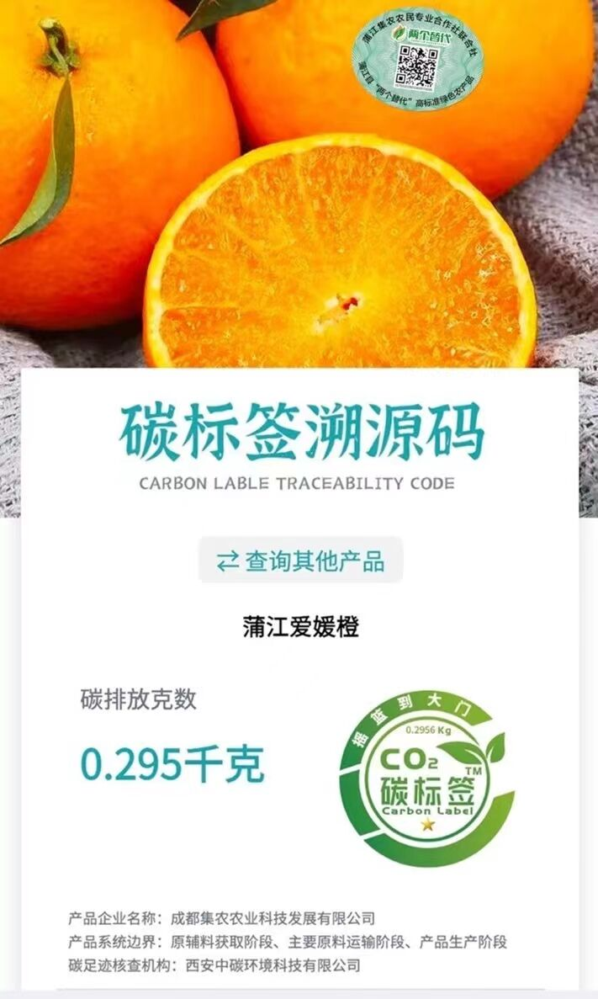 蒲江集农农民专业合作社联合社
两个替代
蒲江县“两个替代”高标准绿色农产品
碳标签溯源码
CARBON LABLE TRACEABILITY CODE
查询其他产品
蒲江爱媛橙
碳排放克数
0.295千克
摇篮到大门
0.2956 Kg
CO₂
TM
碳标签
Carbon Label
产品企业名称：成都集农农业科技发展有限公司
产品系统边界：原辅料获取阶段、主要原料运输阶段、产品生产阶段
碳足迹核查机构：西安中碳环境科技有限公司